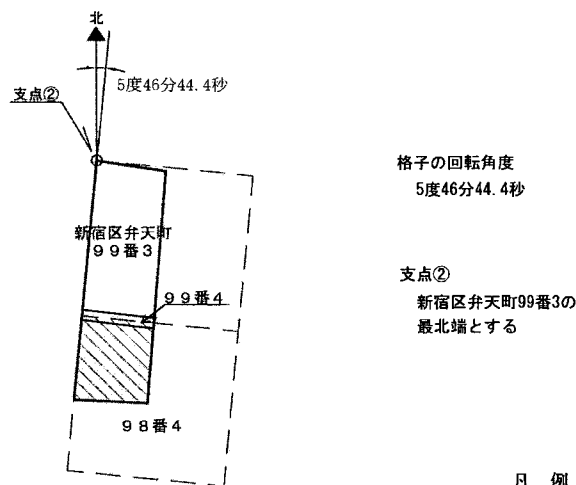 北
5度46分44.4秒
支点②
新宿区弁天町
99番3
99番4
98番4
格子の回転角度
5度46分44.4秒
支点②
新宿区弁天町99番3の
最北端とする
凡 例